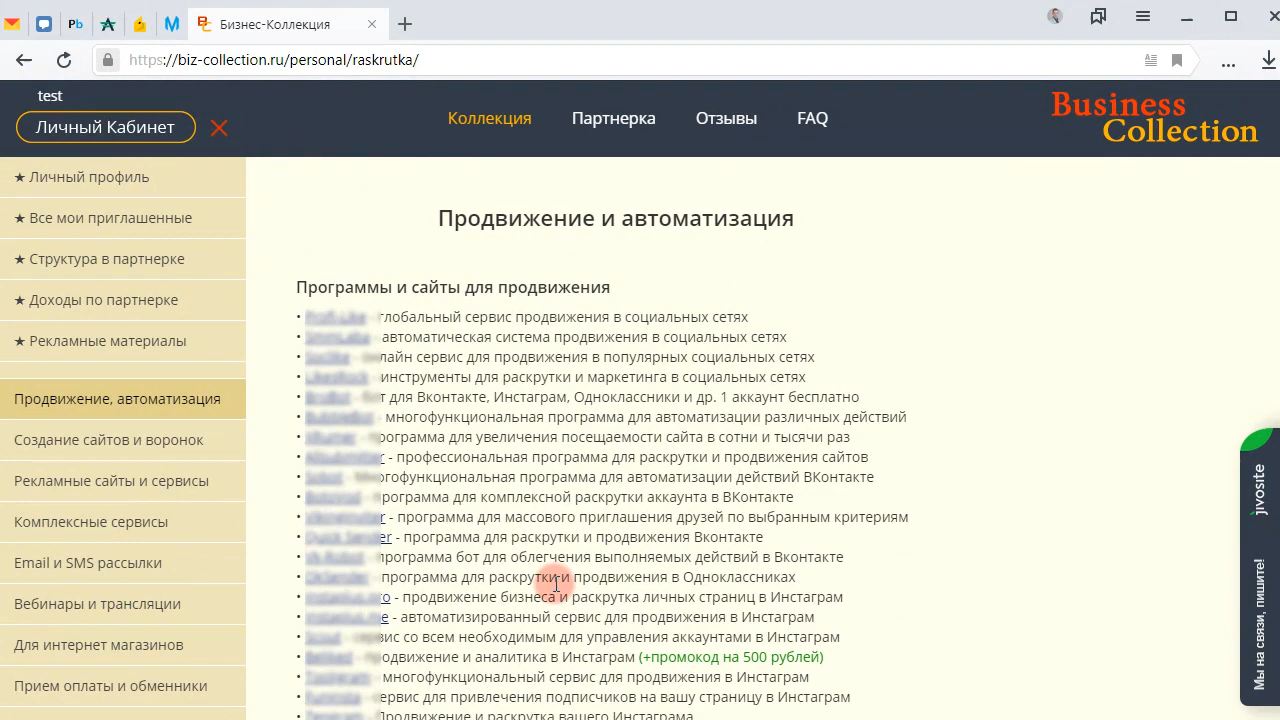 Pb
Бизнес-Коллекция
https://biz-collection.ru/personal/raskrutka/
test
Личный Кабинет
Коллекция
Партнерка
Отзывы
FAQ
Business
Collection
★ Личный профиль
★ Все мои приглашенные
★ Структура в партнерке
★ Доходы по партнерке
★ Рекламные материалы
Продвижение, автоматизация
Создание сайтов и воронок
Рекламные сайты и сервисы
Комплексные сервисы
Email и SMS рассылки
Вебинары и трансляции
Для интернет магазинов
Прием оплаты и обменники
Продвижение и автоматизация
Программы и сайты для продвижения
глобальный сервис продвижения в социальных сетях
автоматическая система продвижения в социальных сетях
сервис для продвижения в популярных социальных сетях
инструменты для раскрутки и маркетинга в социальных сетях
для Вконтакте, Инстаграм, Одноклассники и др. 1 аккаунт бесплатно
- многофункциональная программа для автоматизации различных действий
программа для увеличения посещаемости сайта в сотни и тысячи раз
- профессиональная программа для раскрутки и продвижения сайтов
программа для автоматизации действий ВКонтакте
программа для комплексной раскрутки аккаунта в ВКонтакте
- программа для массового приглашения друзей по выбранным критериям
- программа для раскрутки и продвижения Вконтакте
программа бот для облегчения выполняемых действий в Вконтакте
программа для раскрутки и продвижения в Одноклассниках
- продвижение бизнеса и раскрутка личных страниц в Инстаграм
- автоматизированный сервис для продвижения в Инстаграм
со всем необходимым для управления аккаунтами в Инстаграм
и аналитика в Инстаграм (+промокод на 500 рублей)
многофункциональный сервис для продвижения в Инстаграм
сервис для привлечения подписчиков на вашу страницу в Инстаграм
Продвижение и раскрутка вашего Инстаграма
jivosite
Мы на связи, пишите!